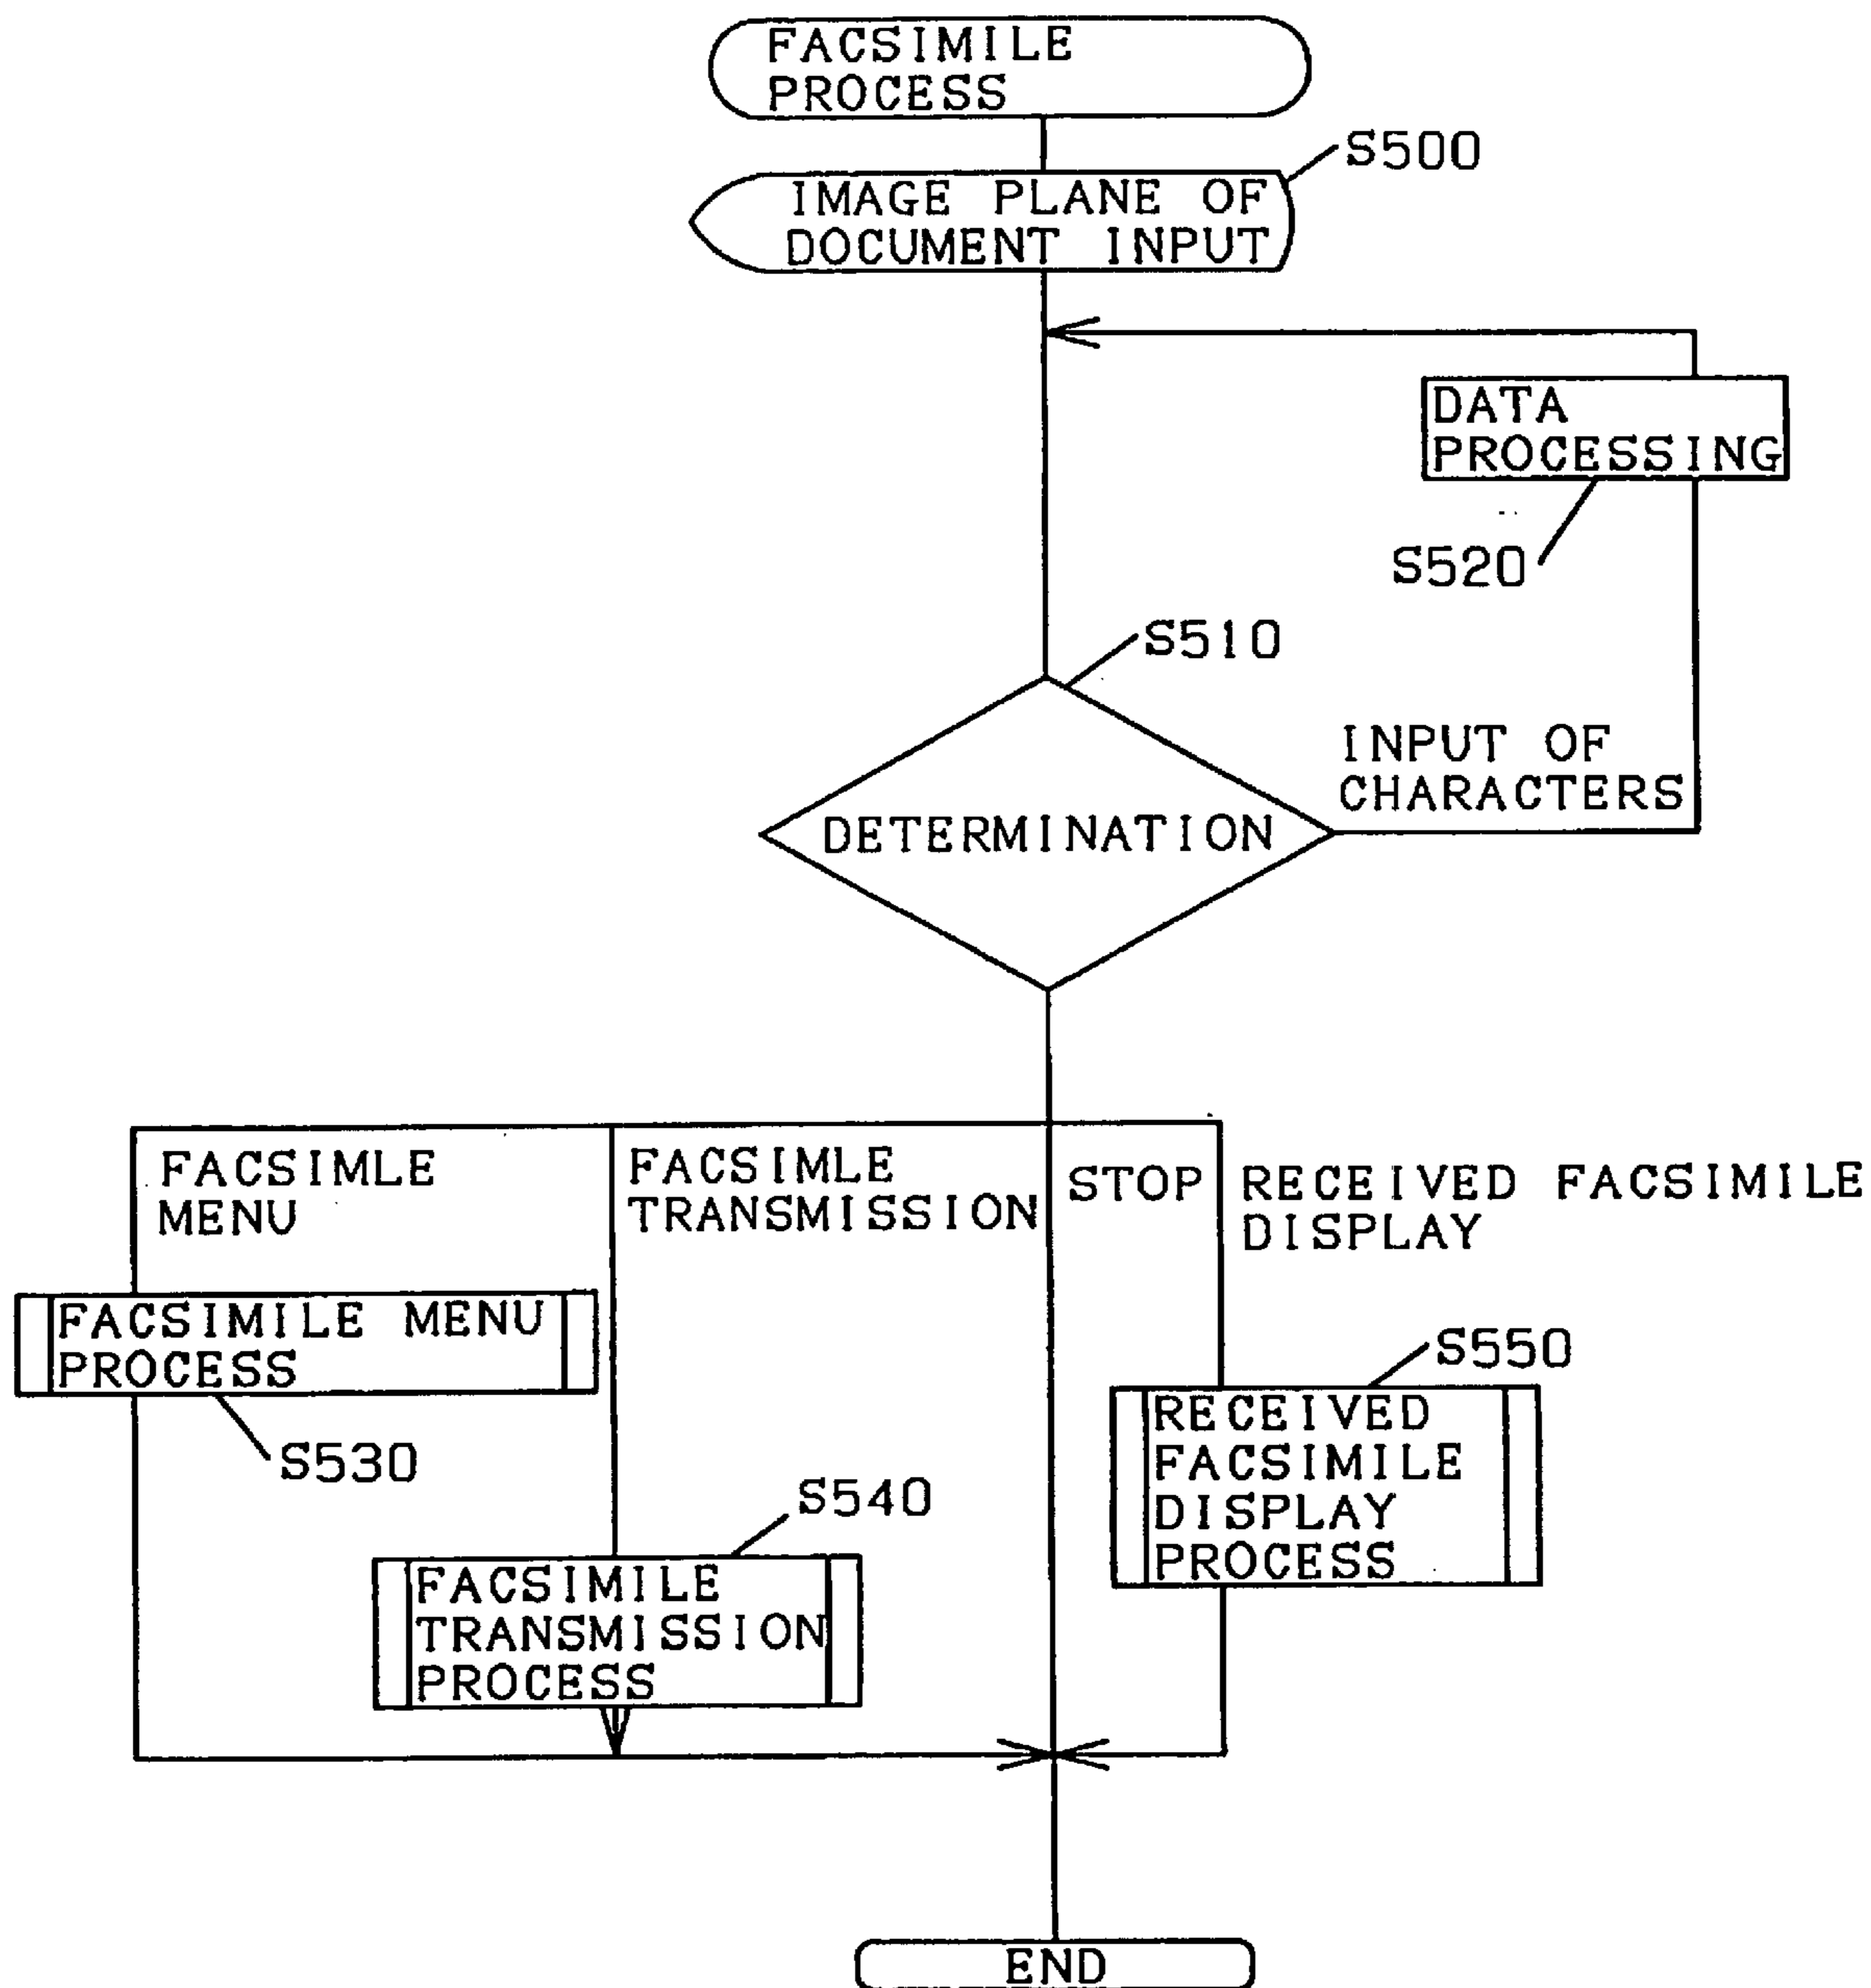 FACSIMILE
PROCESS
S500
IMAGE PLANE OF
DOCUMENT INPUT
DATA
PROCESSING
S520
S510
INPUT OF
CHARACTERS
DETERMINATION
FACSIMLE
MENU
FACSIMLE
TRANSMISSION
STOP
RECEIVED FACSIMILE
DISPLAY
FACSIMILE MENU
PROCESS
S530
S550
RECEIVED
FACSIMILE
DISPLAY
PROCESS
S540
FACSIMILE
TRANSMISSION
PROCESS
END